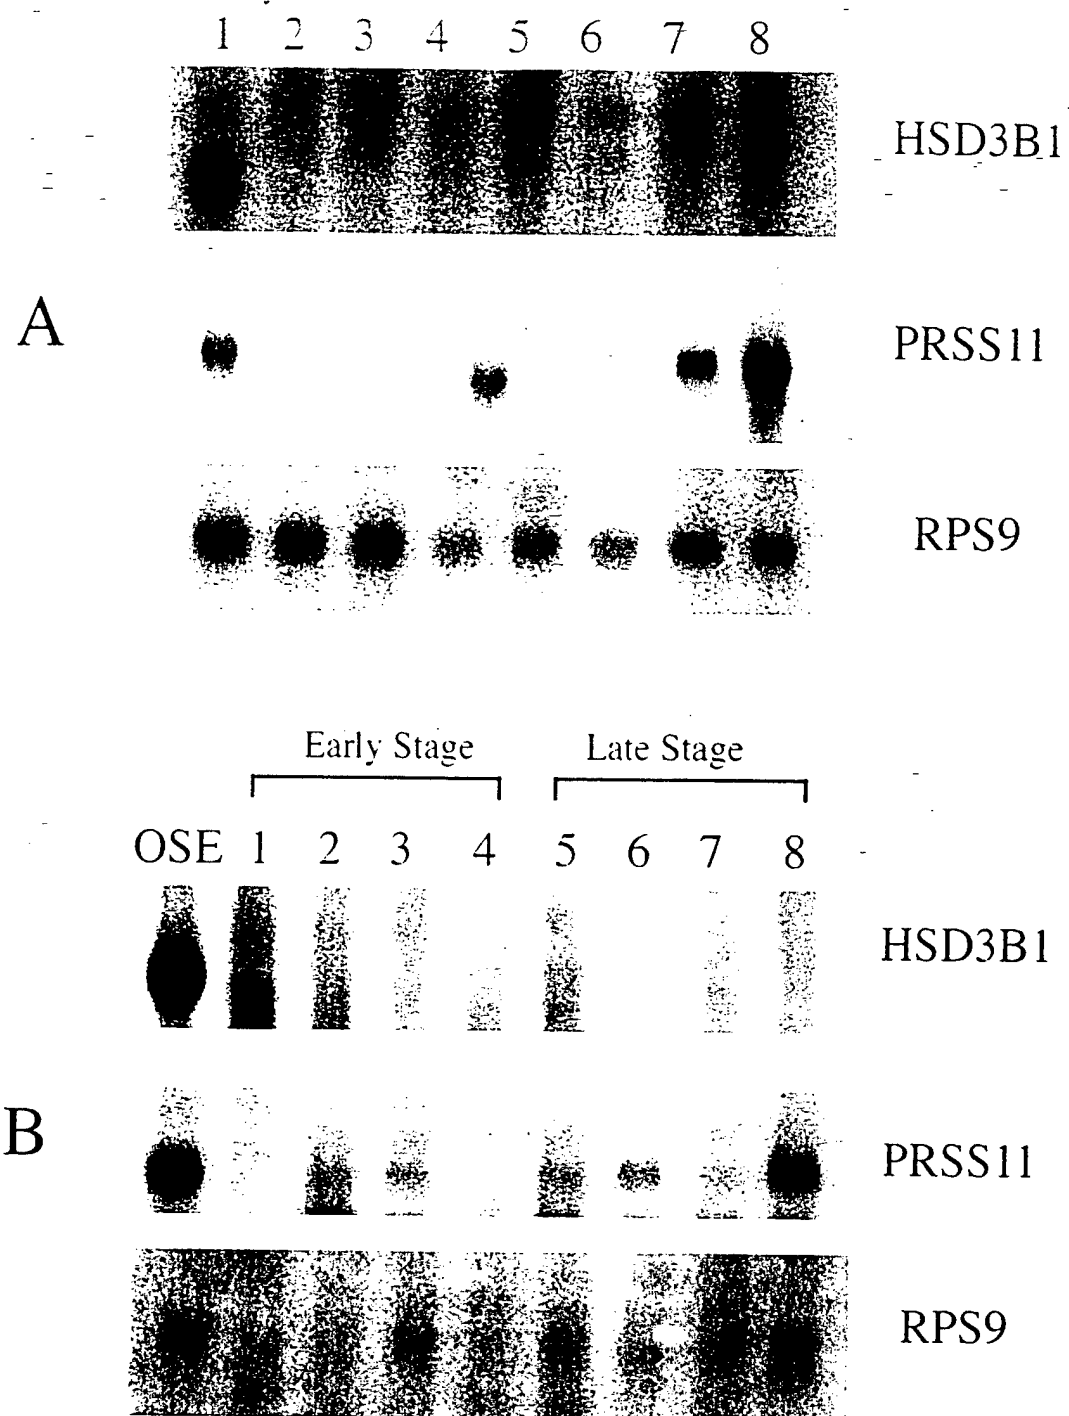 1 2 3 4 5 6 7 8
HSD3B1
A
PRSS11
RPS9
Early Stage Late Stage
OSE 1 2 3 4 5 6 7 8
HSD3B1
B
PRSS11
RPS9